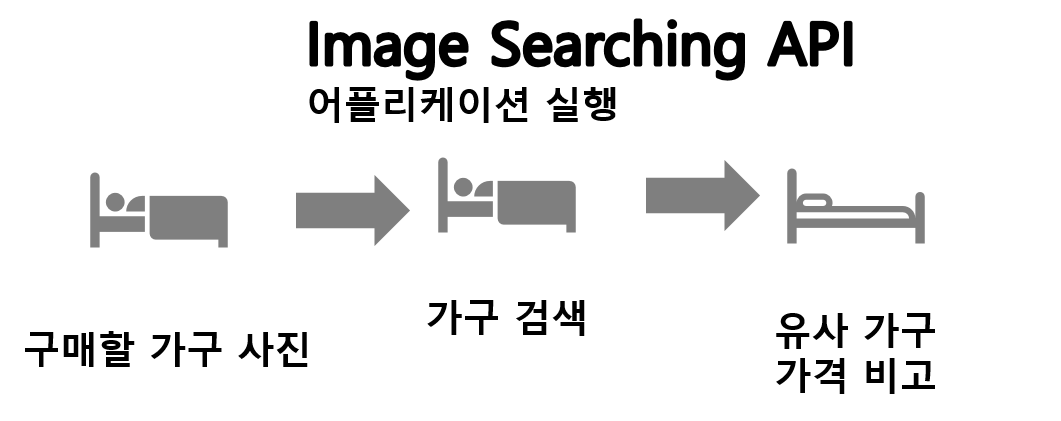 Image Searching API
어플리케이션 실행
구매할 가구 사진
가구 검색
유사 가구
가격 비고